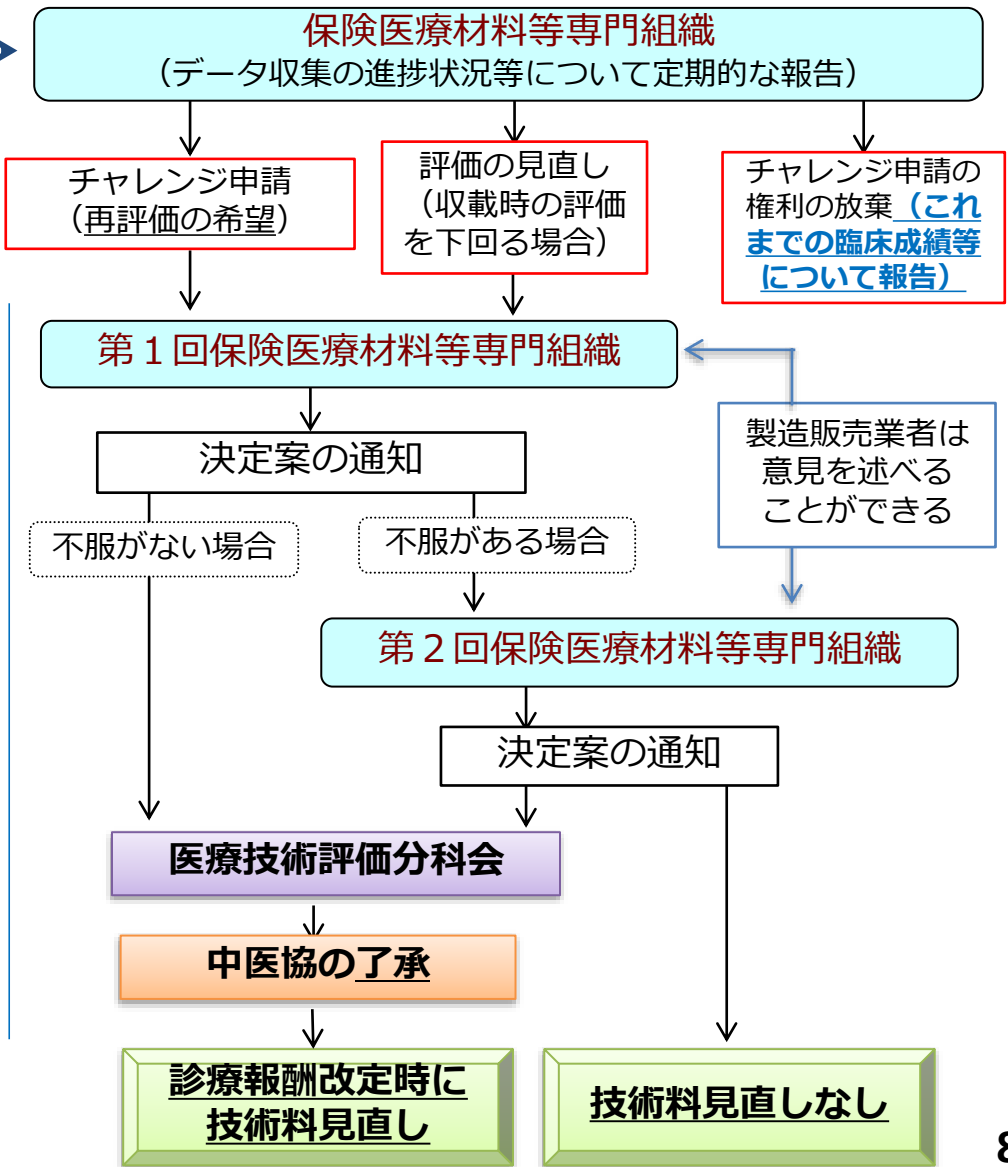 保険医療材料等専門組織
（データ収集の進捗状況等について定期的な報告）
チャレンジ申請
（再評価の希望）
評価の見直し
（収載時の評価
を下回る場合）
チャレンジ申請の
権利の放棄（これ
までの臨床成績等
について報告）
第１回保険医療材料等専門組織
決定案の通知
製造販売業者は
意見を述べる
ことができる
不服がない場合
不服がある場合
第２回保険医療材料等専門組織
決定案の通知
医療技術評価分科会
中医協の了承
診療報酬改定時に
技術料見直し
技術料見直しなし
8